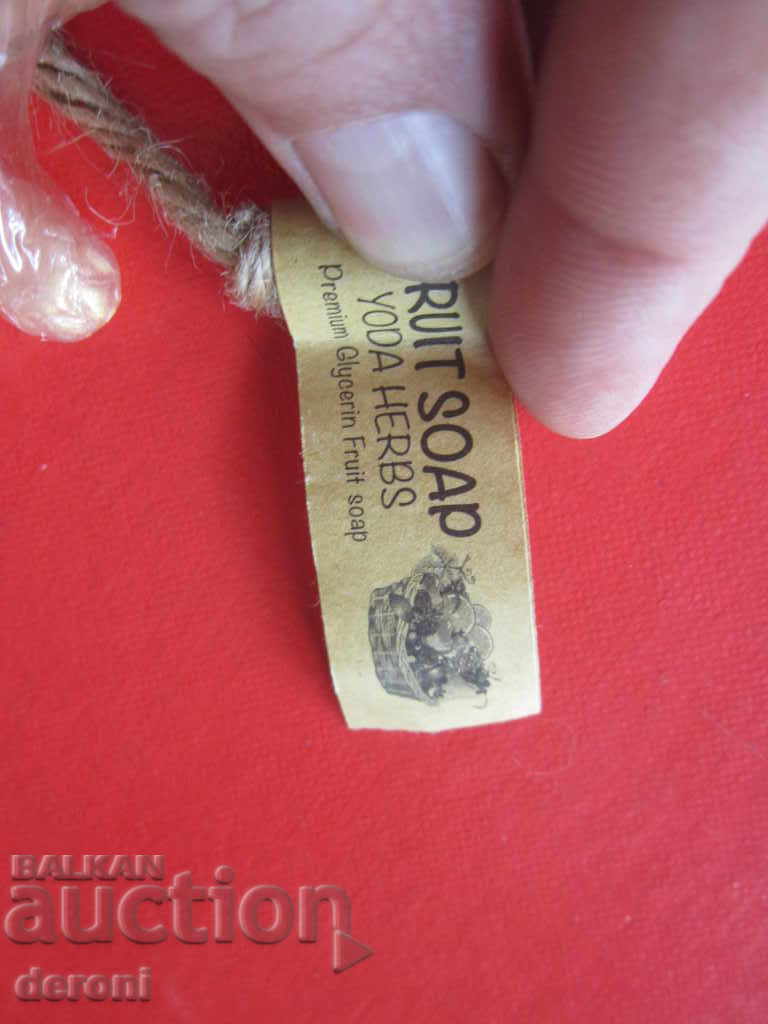 RUIT SOAP
YODA HERBS
Premium Glycerin Fruit soap
BALKAN
auction
deroni